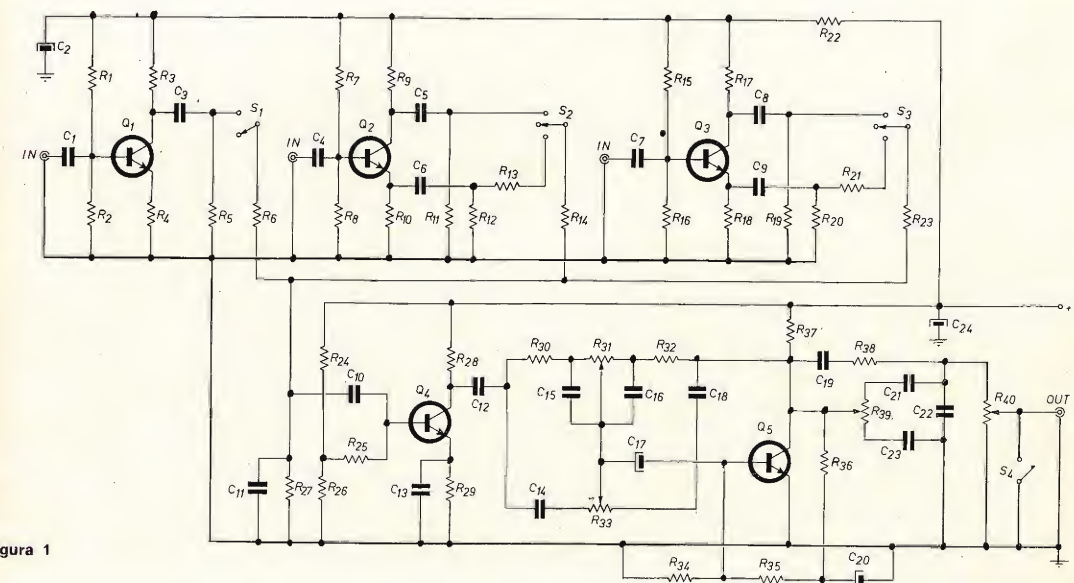 R22
C2
R1
R3
C3
R7
R9
C5
R15
R17
C8
S1
S2
S3
Q1
Q2
Q3
IN
C1
IN
C4
IN
C7
C6
R13
C9
R21
R2
R4
R5
R6
R8
R10
R11
R12
R14
R16
R18
R19
R20
R23
+
C24
R24
R28
R30
R31
R32
R37
R38
C10
Q4
C12
C15
C16
C18
C19
C21
R39
C22
R40
OUT
C23
R25
C17
Q5
R36
S4
C11
R27
R26
C13
R29
C14
R33
gura 1
R34
R35
C20